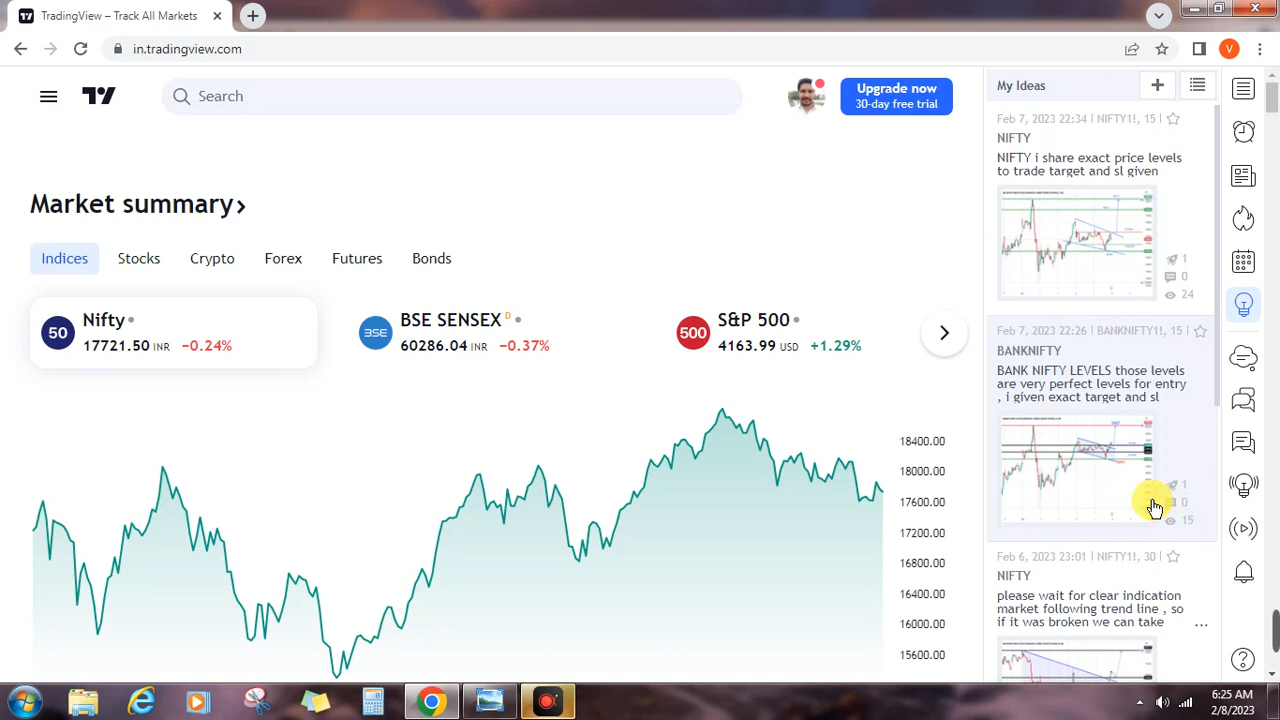 TradingView – Track All Markets
in.tradingview.com
V
Search
Upgrade now
30-day free trial
Market summary
Indices
Stocks
Crypto
Forex
Futures
Bonds
50
Nifty
17721.50 INR −0.24%
BSE
BSE SENSEX D
60286.04 INR −0.37%
500
S&P 500
4163.99 USD +1.29%
18400.00
18000.00
17600.00
17200.00
16800.00
16400.00
16000.00
15600.00
My Ideas
Feb 7, 2023 22:34 | NIFTY1!, 15 |
NIFTY
NIFTY i share exact price levels
to trade target and sl given
1
0
24
Feb 7, 2023 22:26 | BANKNIFTY1!, 15 |
BANKNIFTY
BANK NIFTY LEVELS those levels
are very perfect levels for entry
, i given exact target and sl
1
0
15
Feb 6, 2023 23:01 | NIFTY1!, 30 |
NIFTY
please wait for clear indication
market following trend line , so
if it was broken we can take
...
6:25 AM
2/8/2023